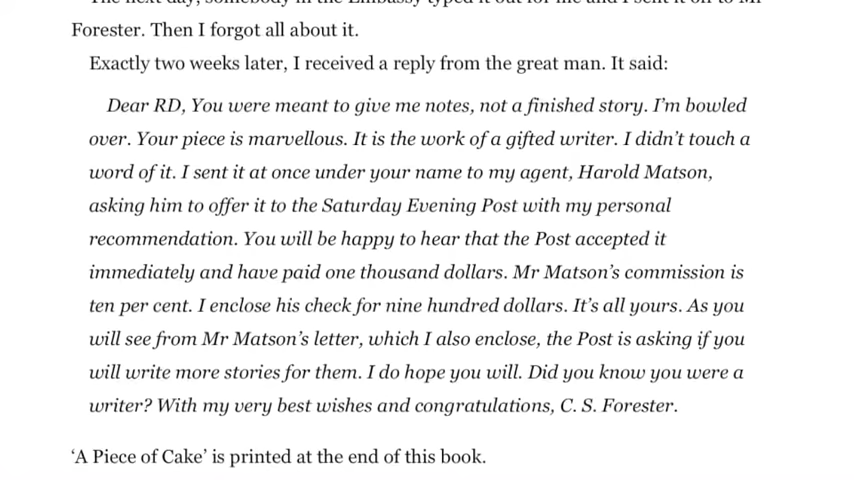 Forester. Then I forgot all about it.
Exactly two weeks later, I received a reply from the great man. It said:
Dear RD, You were meant to give me notes, not a finished story. I’m bowled
over. Your piece is marvellous. It is the work of a gifted writer. I didn’t touch a
word of it. I sent it at once under your name to my agent, Harold Matson,
asking him to offer it to the Saturday Evening Post with my personal
recommendation. You will be happy to hear that the Post accepted it
immediately and have paid one thousand dollars. Mr Matson’s commission is
ten per cent. I enclose his check for nine hundred dollars. It’s all yours. As you
will see from Mr Matson’s letter, which I also enclose, the Post is asking if you
will write more stories for them. I do hope you will. Did you know you were a
writer? With my very best wishes and congratulations, C. S. Forester.
‘A Piece of Cake’ is printed at the end of this book.